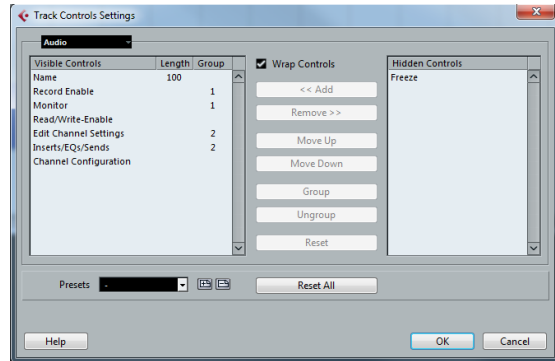 Track Controls Settings
Audio
Visible Controls Length Group
Name 100
Record Enable 1
Monitor 1
Read/Write-Enable
Edit Channel Settings 2
Inserts/EQs/Sends 2
Channel Configuration
Wrap Controls
<< Add
Remove >>
Move Up
Move Down
Group
Ungroup
Reset
Hidden Controls
Freeze
Presets -
Reset All
Help
OK
Cancel